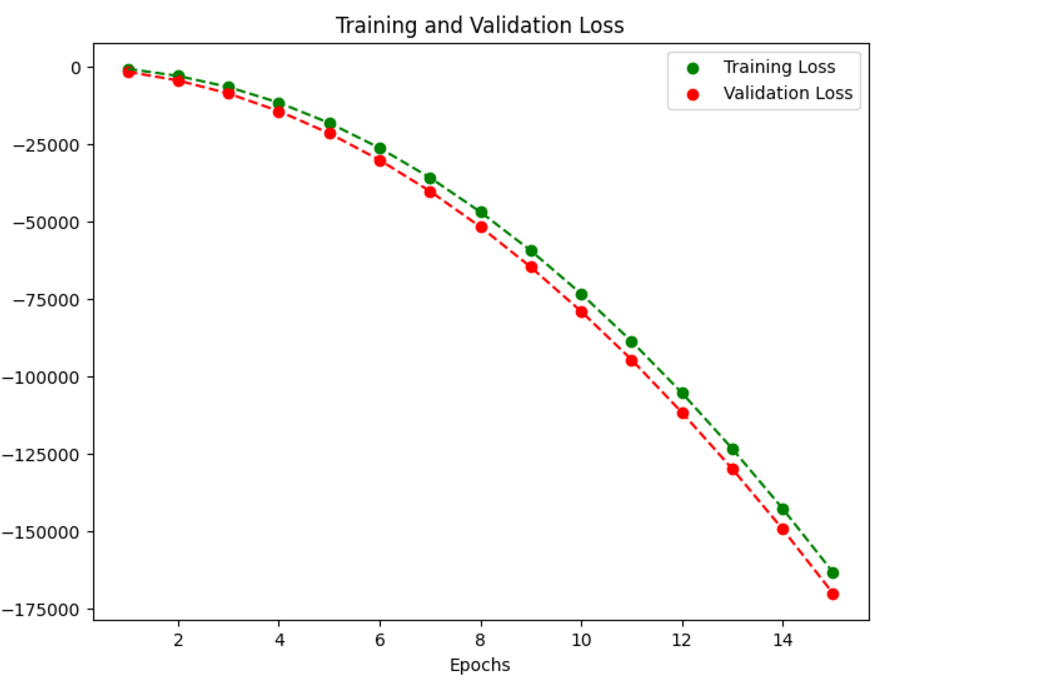 Training and Validation Loss
Training Loss
Validation Loss
0
−25000
−50000
−75000
−100000
−125000
−150000
−175000
2 4 6 8 10 12 14
Epochs